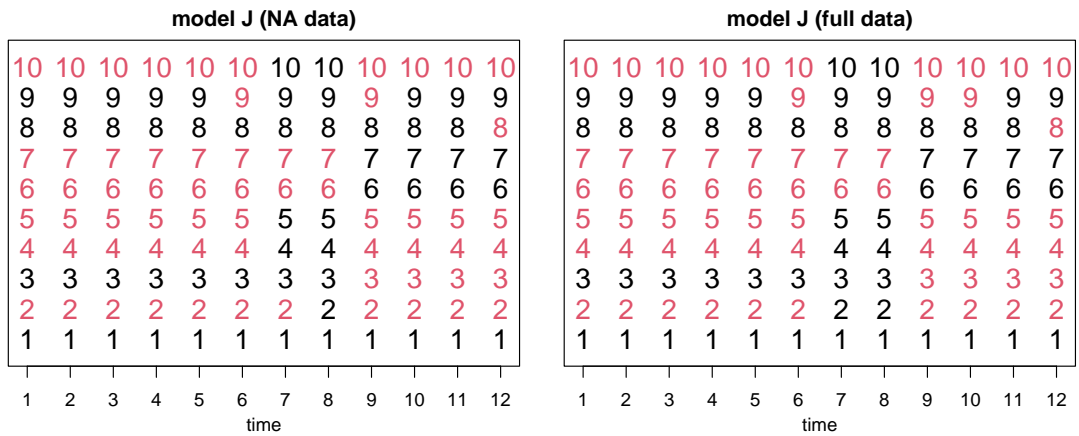 model J (NA data)
10 10 10 10 10 10 10 10 10 10 10 10
9 9 9 9 9 9 9 9 9 9 9 9
8 8 8 8 8 8 8 8 8 8 8 8
7 7 7 7 7 7 7 7 7 7 7 7
6 6 6 6 6 6 6 6 6 6 6 6
5 5 5 5 5 5 5 5 5 5 5 5
4 4 4 4 4 4 4 4 4 4 4 4
3 3 3 3 3 3 3 3 3 3 3 3
2 2 2 2 2 2 2 2 2 2 2 2
1 1 1 1 1 1 1 1 1 1 1 1
1 2 3 4 5 6 7 8 9 10 11 12
time
model J (full data)
10 10 10 10 10 10 10 10 10 10 10 10
9 9 9 9 9 9 9 9 9 9 9 9
8 8 8 8 8 8 8 8 8 8 8 8
7 7 7 7 7 7 7 7 7 7 7 7
6 6 6 6 6 6 6 6 6 6 6 6
5 5 5 5 5 5 5 5 5 5 5 5
4 4 4 4 4 4 4 4 4 4 4 4
3 3 3 3 3 3 3 3 3 3 3 3
2 2 2 2 2 2 2 2 2 2 2 2
1 1 1 1 1 1 1 1 1 1 1 1
1 2 3 4 5 6 7 8 9 10 11 12
time